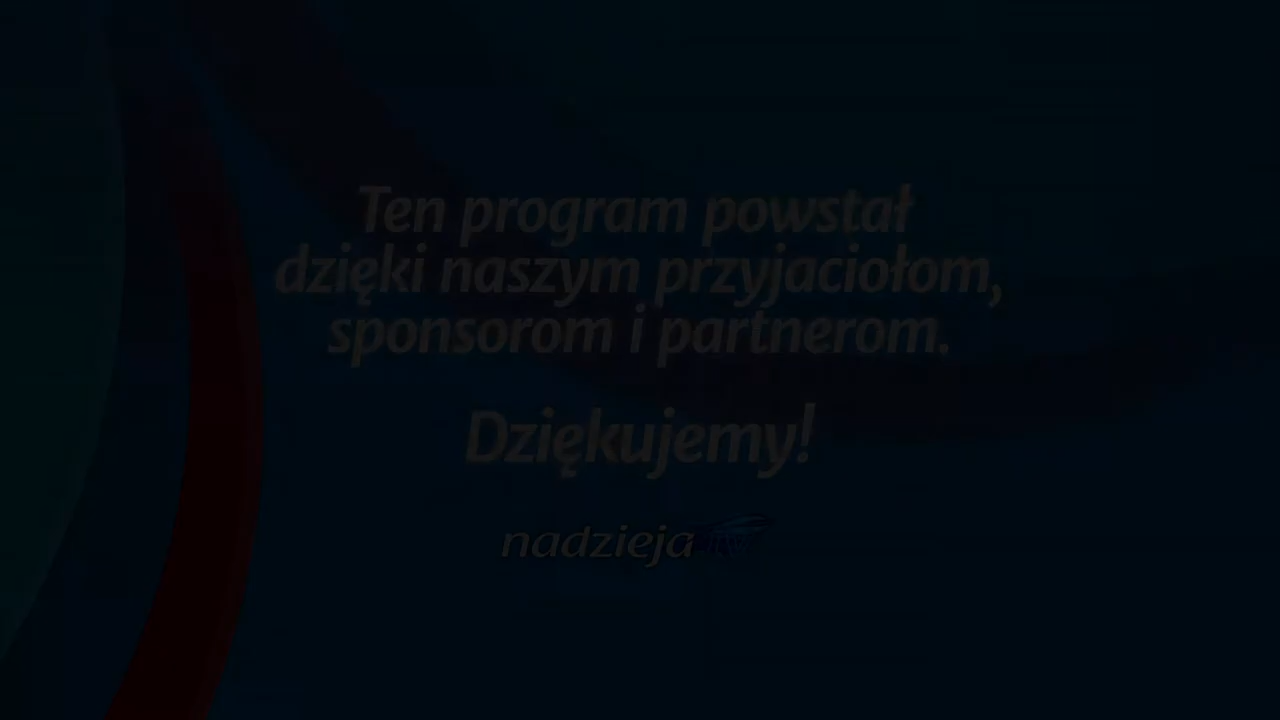 Ten program powstał
dzięki naszym przyjaciołom,
sponsorom i partnerom.
Dziękujemy!
nadzieja